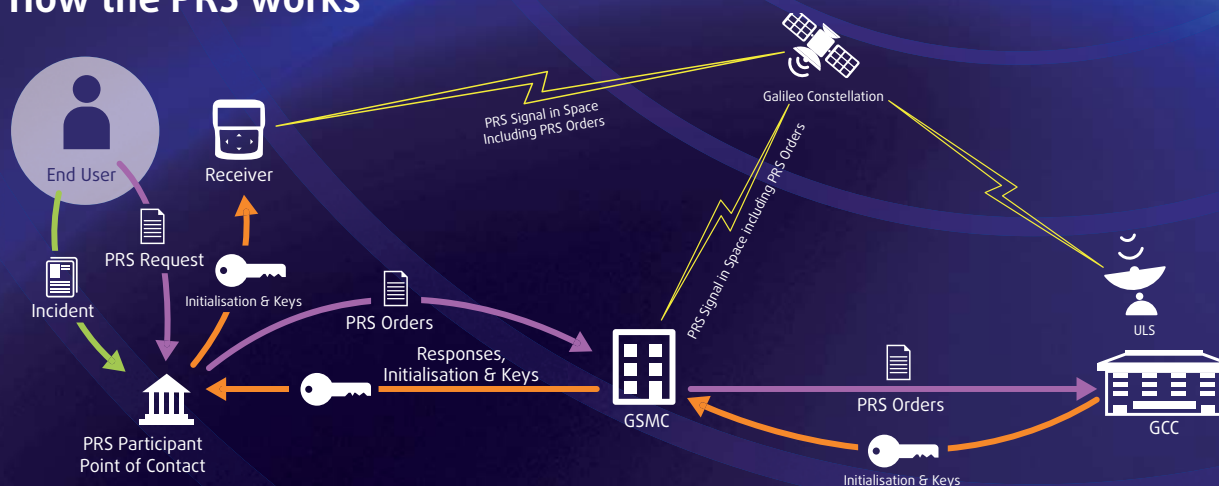 how the PRS works
Galileo Constellation
PRS Signal in Space
Including PRS Orders
PRS Signal in Space including PRS Orders
End User
Receiver
PRS Request
Initialisation & Keys
Incident
PRS Orders
Responses,
Initialisation & Keys
ULS
PRS Orders
GSMC
GCC
PRS Participant
Point of Contact
Initialisation & Keys